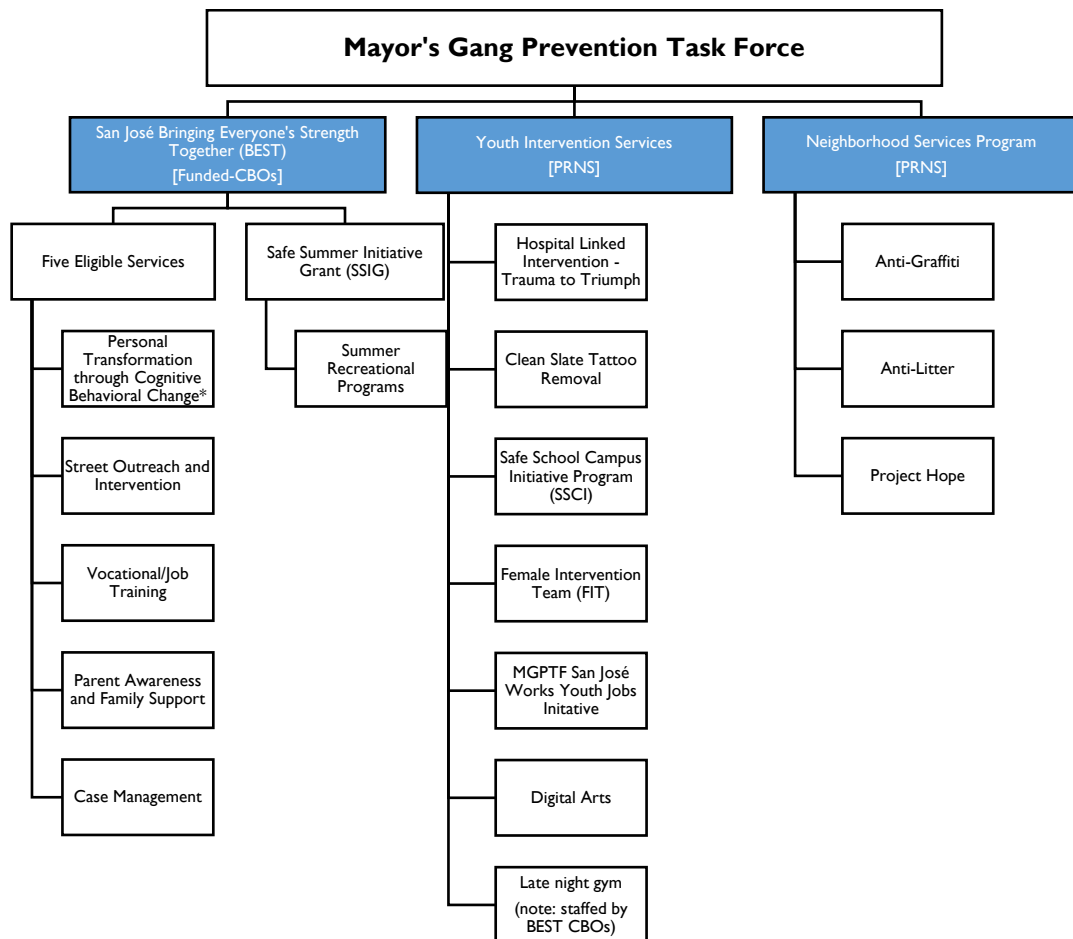 Mayor's Gang Prevention Task Force
San José Bringing Everyone's Strength
Together (BEST)
[Funded-CBOs]
Five Eligible Services
Personal
Transformation
through Cognitive
Behavioral Change*
Street Outreach and
Intervention
Vocational/Job
Training
Parent Awareness
and Family Support
Case Management
Safe Summer Initiative
Grant (SSIG)
Summer
Recreational
Programs
Youth Intervention Services
[PRNS]
Hospital Linked
Intervention -
Trauma to Triumph
Clean Slate Tattoo
Removal
Safe School Campus
Initiative Program
(SSCI)
Female Intervention
Team (FIT)
MGPTF San José
Works Youth Jobs
Initative
Digital Arts
Late night gym
(note: staffed by
BEST CBOs)
Neighborhood Services Program
[PRNS]
Anti-Graffiti
Anti-Litter
Project Hope